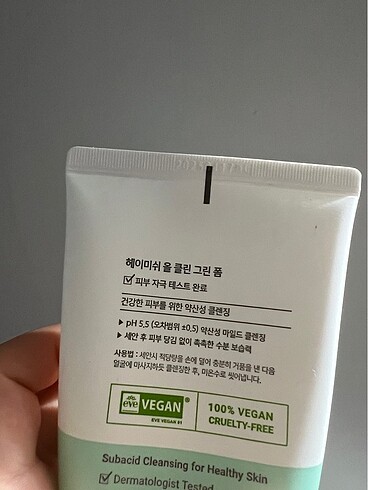 헤이미쉬 올 클린 그린 폼
피부 자극 테스트 완료
건강한 피부를 위한 약산성 클렌징
▶ pH 5.5 (오차범위 ±0.5) 약산성 마일드 클렌징
▶ 세안 후 피부 당김 없이 촉촉한 수분 보습력
사용법 : 세안시 적당량을 손에 덜어 충분히 거품을 낸 다음
얼굴에 마사지하듯 클렌징한 후, 미온수로 씻어냅니다.
eve VEGAN®
EVE VEGAN 91
100% VEGAN
CRUELTY-FREE
Subacid Cleansing for Healthy Skin
Dermatologist Tested